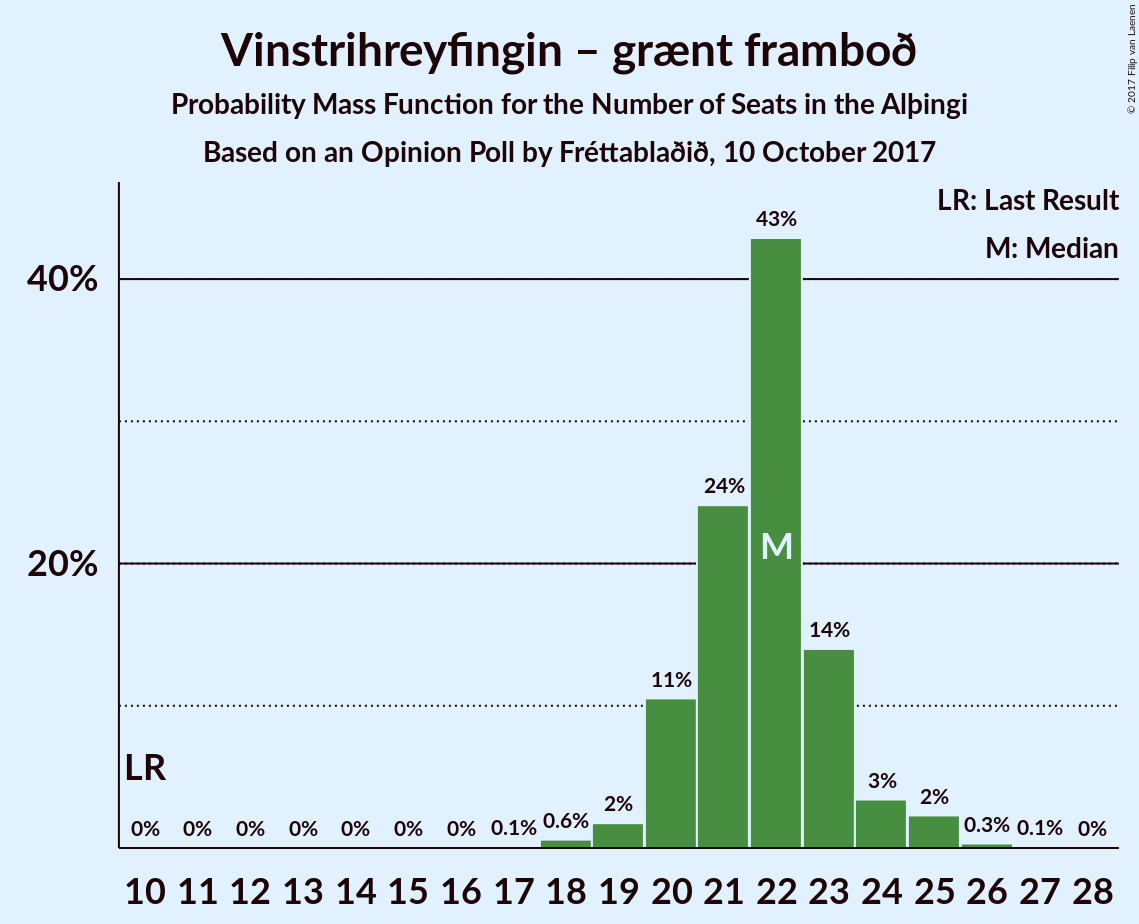 Vinstrihreyfingin – grænt framboð
Probability Mass Function for the Number of Seats in the Alþingi
Based on an Opinion Poll by Fréttablaðið, 10 October 2017
© 2017 Filip van Laenen
LR: Last Result
M: Median
43%
40%
24%
M
20%
14%
11%
LR
0% 0% 0% 0% 0% 0% 0% 0.1% 0.6% 2% 3% 2% 0.3% 0.1% 0%
10 11 12 13 14 15 16 17 18 19 20 21 22 23 24 25 26 27 28